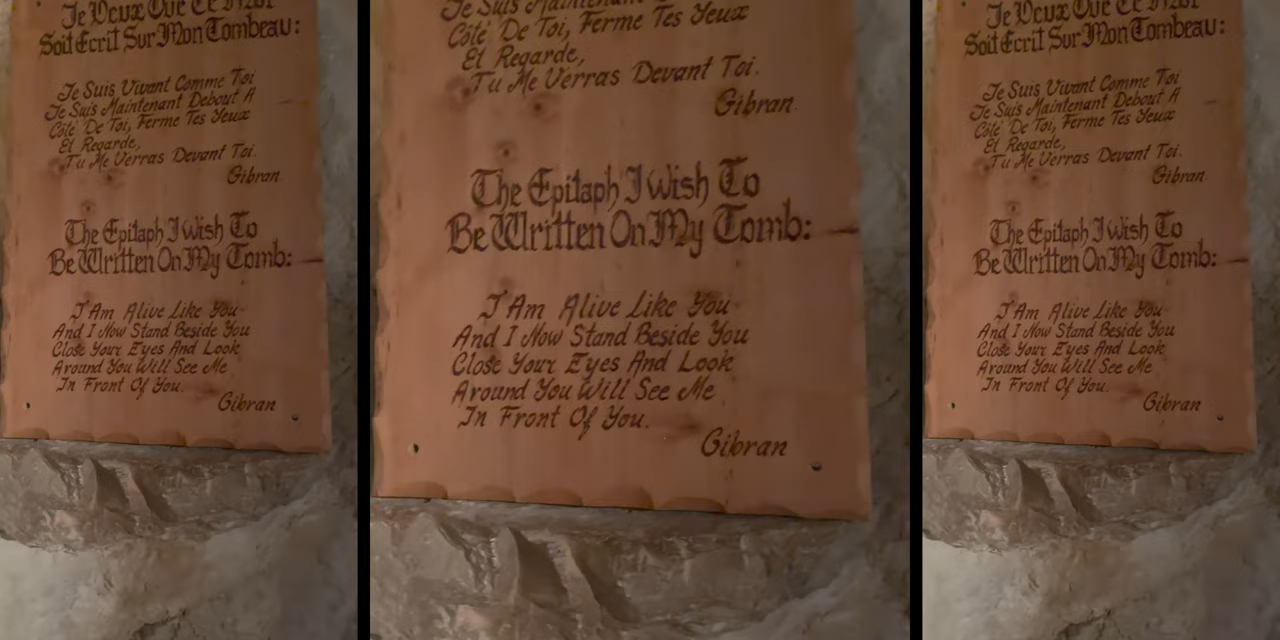 Je Veux Que Ce Mot
Soit Ecrit Sur Mon Tombeau:
Je Suis Vivant Comme Toi
Je Suis Maintenant Debout A
Côté De Toi, Ferme Tes Yeux
Et Regarde,
Tu Me Verras Devant Toi.
Gibran
The Epitaph I Wish To
Be Written On My Tomb:
I Am Alive Like You
And I Now Stand Beside You
Close Your Eyes And Look
Around You Will See Me
In Front Of You.
Gibran
Je Suis Maintenant
Côté De Toi, Ferme Tes Yeux
Et Regarde,
Tu Me Verras Devant Toi.
Gibran
The Epitaph I Wish To
Be Written On My Tomb:
I Am Alive Like You
And I Now Stand Beside You
Close Your Eyes And Look
Around You Will See Me
In Front Of You.
Gibran
Je Veux Que Ce Mot
Soit Ecrit Sur Mon Tombeau:
Je Suis Vivant Comme Toi
Je Suis Maintenant Debout A
Côté De Toi, Ferme Tes Yeux
Et Regarde,
Tu Me Verras Devant Toi.
Gibran
The Epitaph I Wish To
Be Written On My Tomb:
I Am Alive Like You
And I Now Stand Beside You
Close Your Eyes And Look
Around You Will See Me
In Front Of You.
Gibran